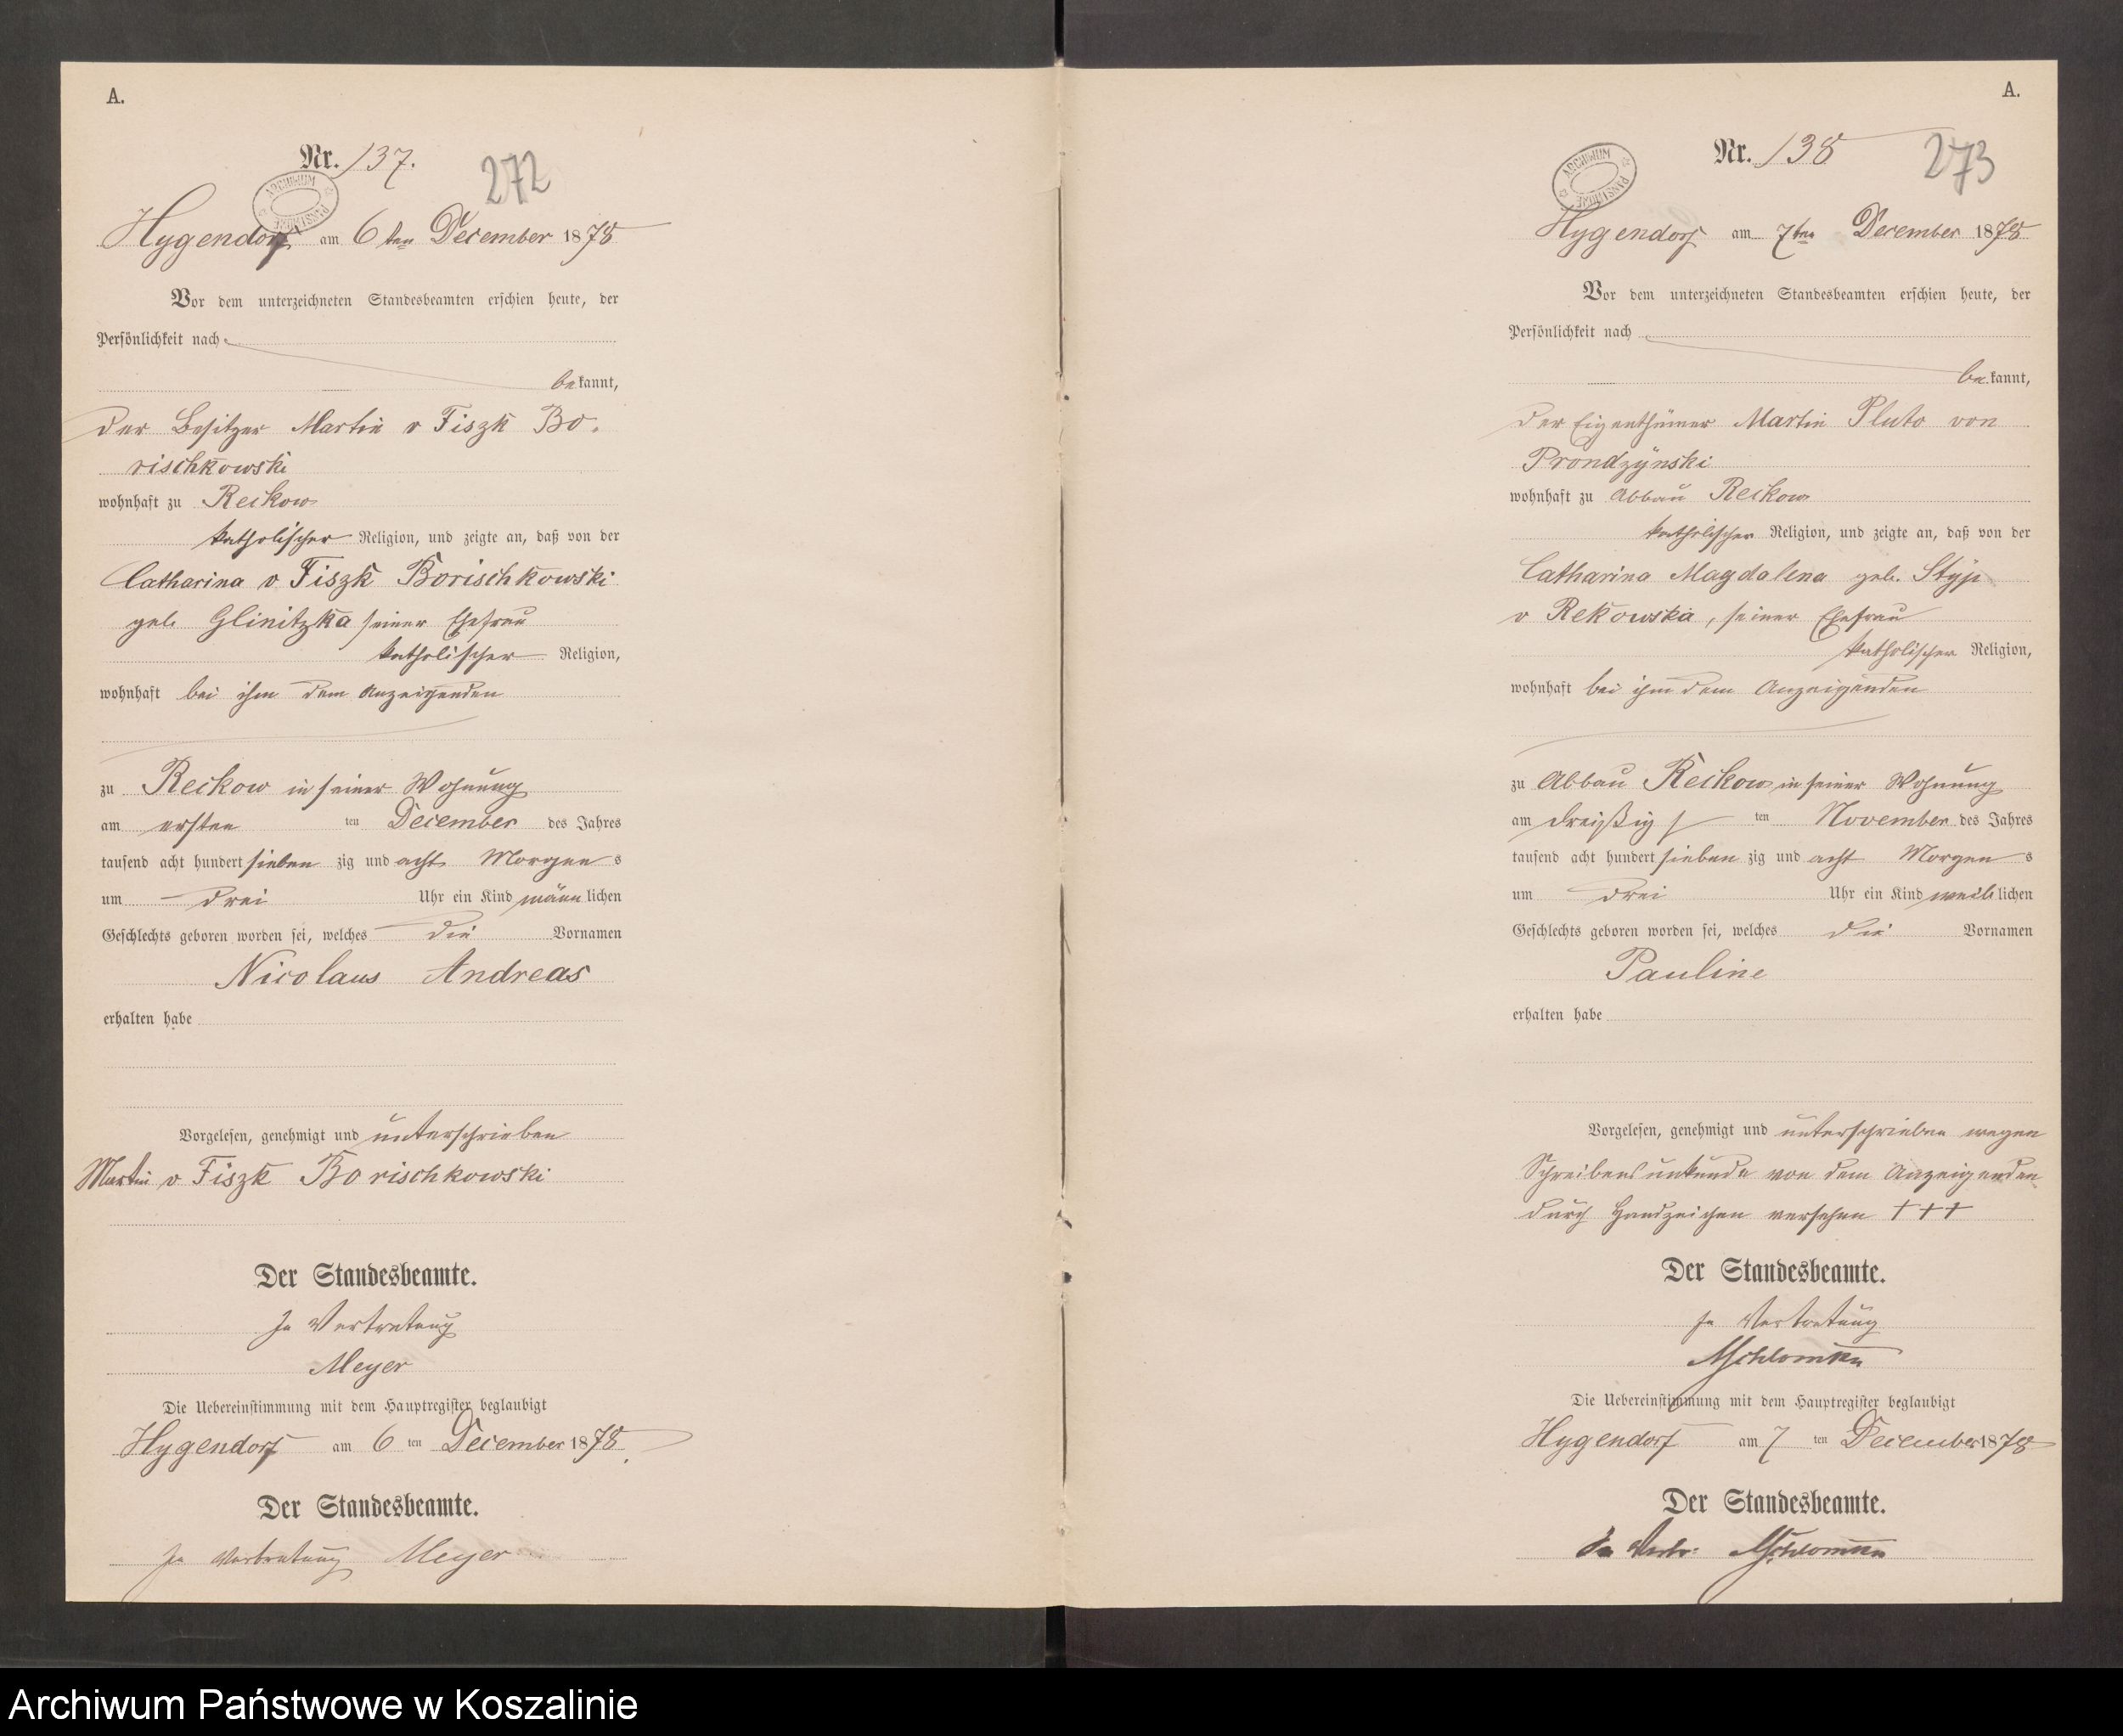 A.
Nr. 137.
272
ARCHIWUM PAŃSTWOWE
Hygendorf am 6ten December 1878
Vor dem unterzeichneten Standesbeamten erschien heute, der
Persönlichkeit nach
bekannt,
der Besitzer Martin v Fiszk Bo-
rischkowski
wohnhaft zu Reckow
katholischer Religion, und zeigte an, daß von der
Catharina v Fiszk Borischkowski
geb Glinitzka seiner Ehefrau
katholischer Religion,
wohnhaft bei ihm dem Anzeigenden
zu Reckow in seiner Wohnung
am ersten ten December des Jahres
tausend acht hundert sieben zig und acht Morgens
um drei Uhr ein Kind männlichen
Geschlechts geboren worden sei, welches die Vornamen
Nicolaus Andreas
erhalten habe
Vorgelesen, genehmigt und unterschrieben
Martin v Fiszk Borischkowski
Der Standesbeamte.
In Vertretung
Meyer
Die Uebereinstimmung mit dem Hauptregister beglaubigt
Hygendorf am 6 ten December 1878.
Der Standesbeamte.
In Vertretung Meyer
A.
Nr. 138
273
ARCHIWUM PAŃSTWOWE
Hygendorf am 7ten December 1878
Vor dem unterzeichneten Standesbeamten erschien heute, der
Persönlichkeit nach
bekannt,
der Eigenthümer Martin Pluto von
Prondzynski
wohnhaft zu Abbau Reckow
katholischer Religion, und zeigte an, daß von der
Catharina Magdalena geb. Styp
v Rekowska, seiner Ehefrau
katholischer Religion,
wohnhaft bei ihm dem Anzeigenden
zu Abbau Reckow in seiner Wohnung
am dreißigs ten November des Jahres
tausend acht hundert sieben zig und acht Morgens
um drei Uhr ein Kind weiblichen
Geschlechts geboren worden sei, welches die Vornamen
Pauline
erhalten habe
Vorgelesen, genehmigt und unterschrieben wegen
Schreibensunkunde von dem Anzeigenden
durch Handzeichen versehen +++
Der Standesbeamte.
In Vertretung
Die Uebereinstimmung mit dem Hauptregister beglaubigt
Hygendorf am 7 ten December 1878
Der Standesbeamte.
In Vertr:
Archiwum Państwowe w Koszalinie